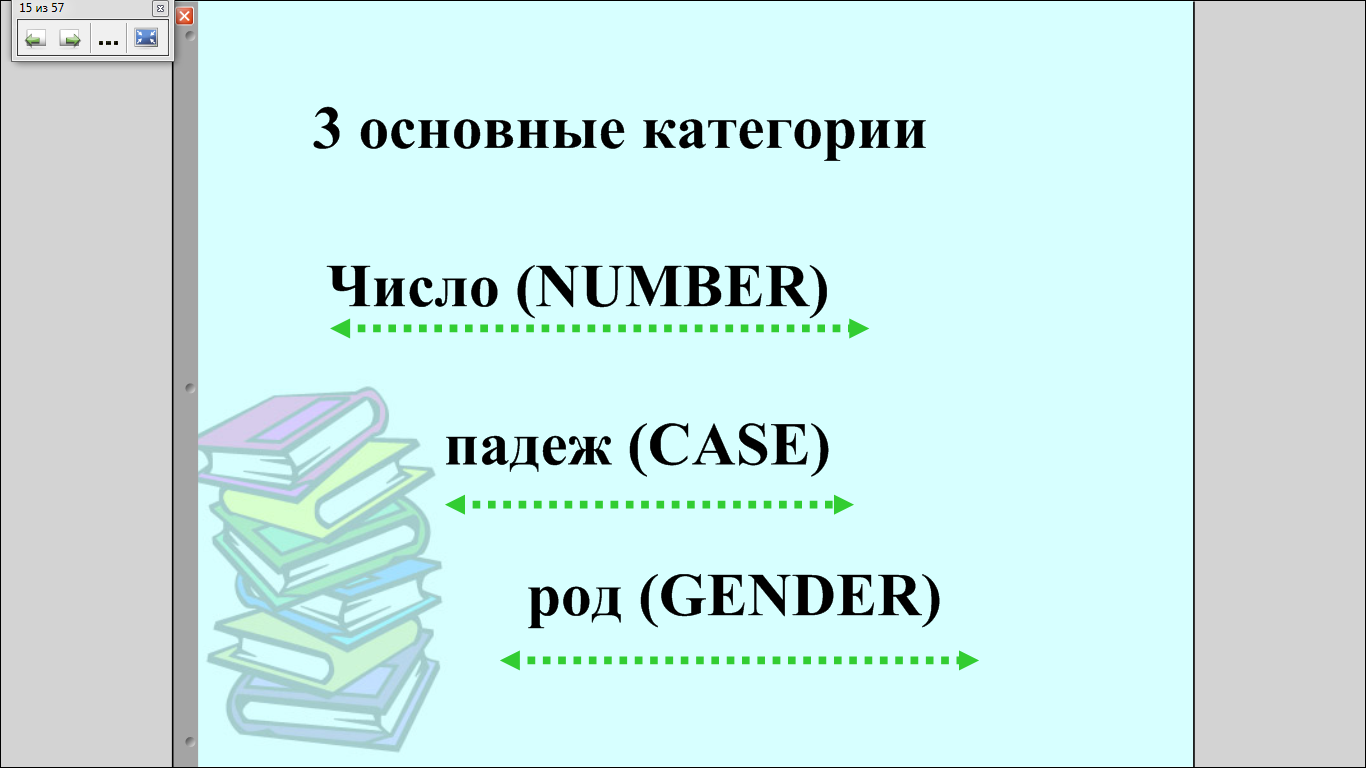 15 из 57
...
3 основные категории
Число (NUMBER)
падеж (CASE)
род (GENDER)